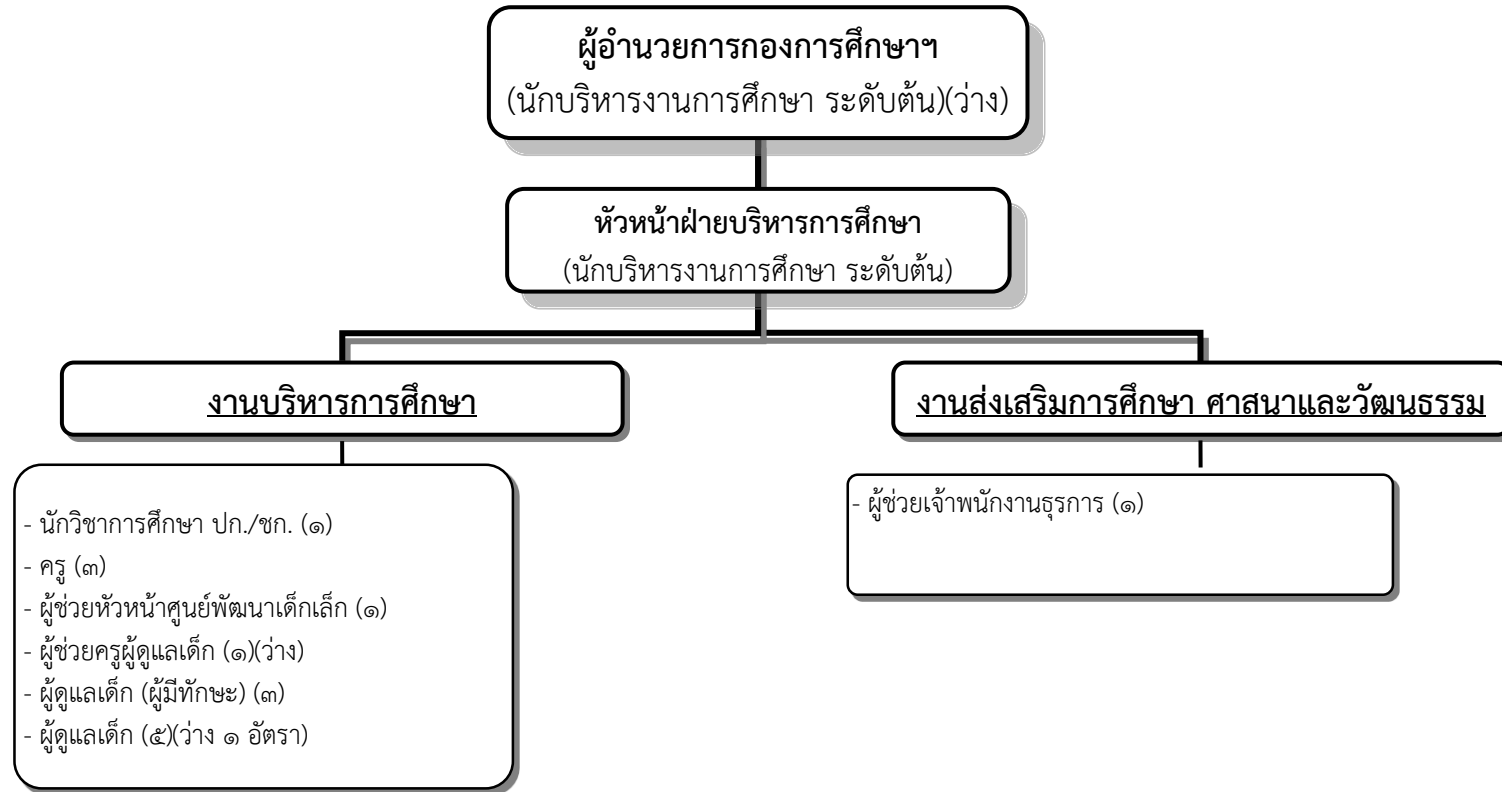 ผู้อำนวยการกองการศึกษาฯ
(นักบริหารงานการศึกษา ระดับต้น)(ว่าง)
หัวหน้าฝ่ายบริหารการศึกษา
(นักบริหารงานการศึกษา ระดับต้น)
งานบริหารการศึกษา
- นักวิชาการศึกษา ปก./ชก. (๑)
- ครู (๓)
- ผู้ช่วยหัวหน้าศูนย์พัฒนาเด็กเล็ก (๑)
- ผู้ช่วยครูผู้ดูแลเด็ก (๑)(ว่าง)
- ผู้ดูแลเด็ก (ผู้มีทักษะ) (๓)
- ผู้ดูแลเด็ก (๕)(ว่าง ๑ อัตรา)
งานส่งเสริมการศึกษา ศาสนาและวัฒนธรรม
- ผู้ช่วยเจ้าพนักงานธุรการ (๑)